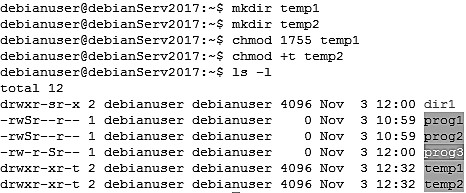 debianuser@debianServ2017:~$ mkdir temp1
debianuser@debianServ2017:~$ mkdir temp2
debianuser@debianServ2017:~$ chmod 1755 temp1
debianuser@debianServ2017:~$ chmod +t temp2
debianuser@debianServ2017:~$ ls -l
total 12
drwxr-sr-x 2 debianuser debianuser 4096 Nov  3 12:00 dir1
-rwSr--r-- 1 debianuser debianuser    0 Nov  3 10:59 prog1
-rwSr--r-- 1 debianuser debianuser    0 Nov  3 10:59 prog2
-rw-r-Sr-- 1 debianuser debianuser    0 Nov  3 12:00 prog3
drwxr-xr-t 2 debianuser debianuser 4096 Nov  3 12:32 temp1
drwxr-xr-t 2 debianuser debianuser 4096 Nov  3 12:32 temp2